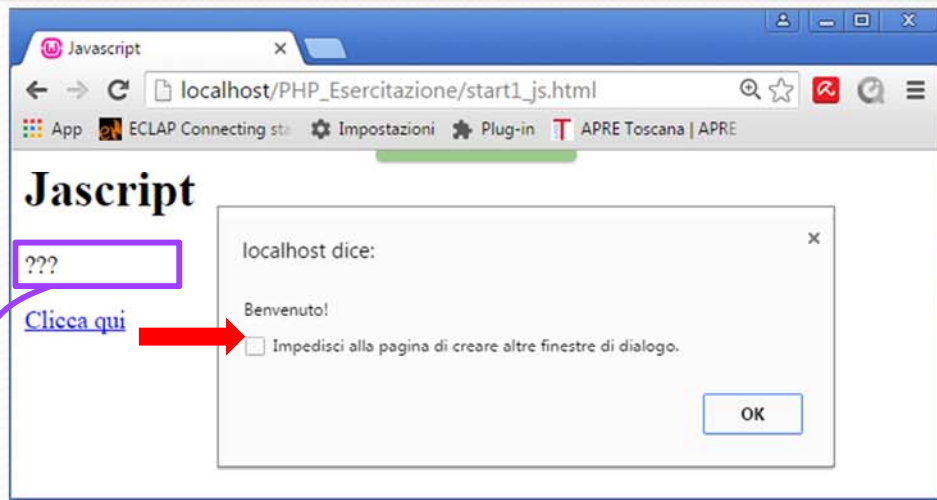 Javascript
localhost/PHP_Esercitazione/start1_js.html
App ECLAP Connecting sta Impostazioni Plug-in APRE Toscana | APRE
Jascript
localhost dice:
???
Benvenuto!
Clicca qui
Impedisci alla pagina di creare altre finestre di dialogo.
OK